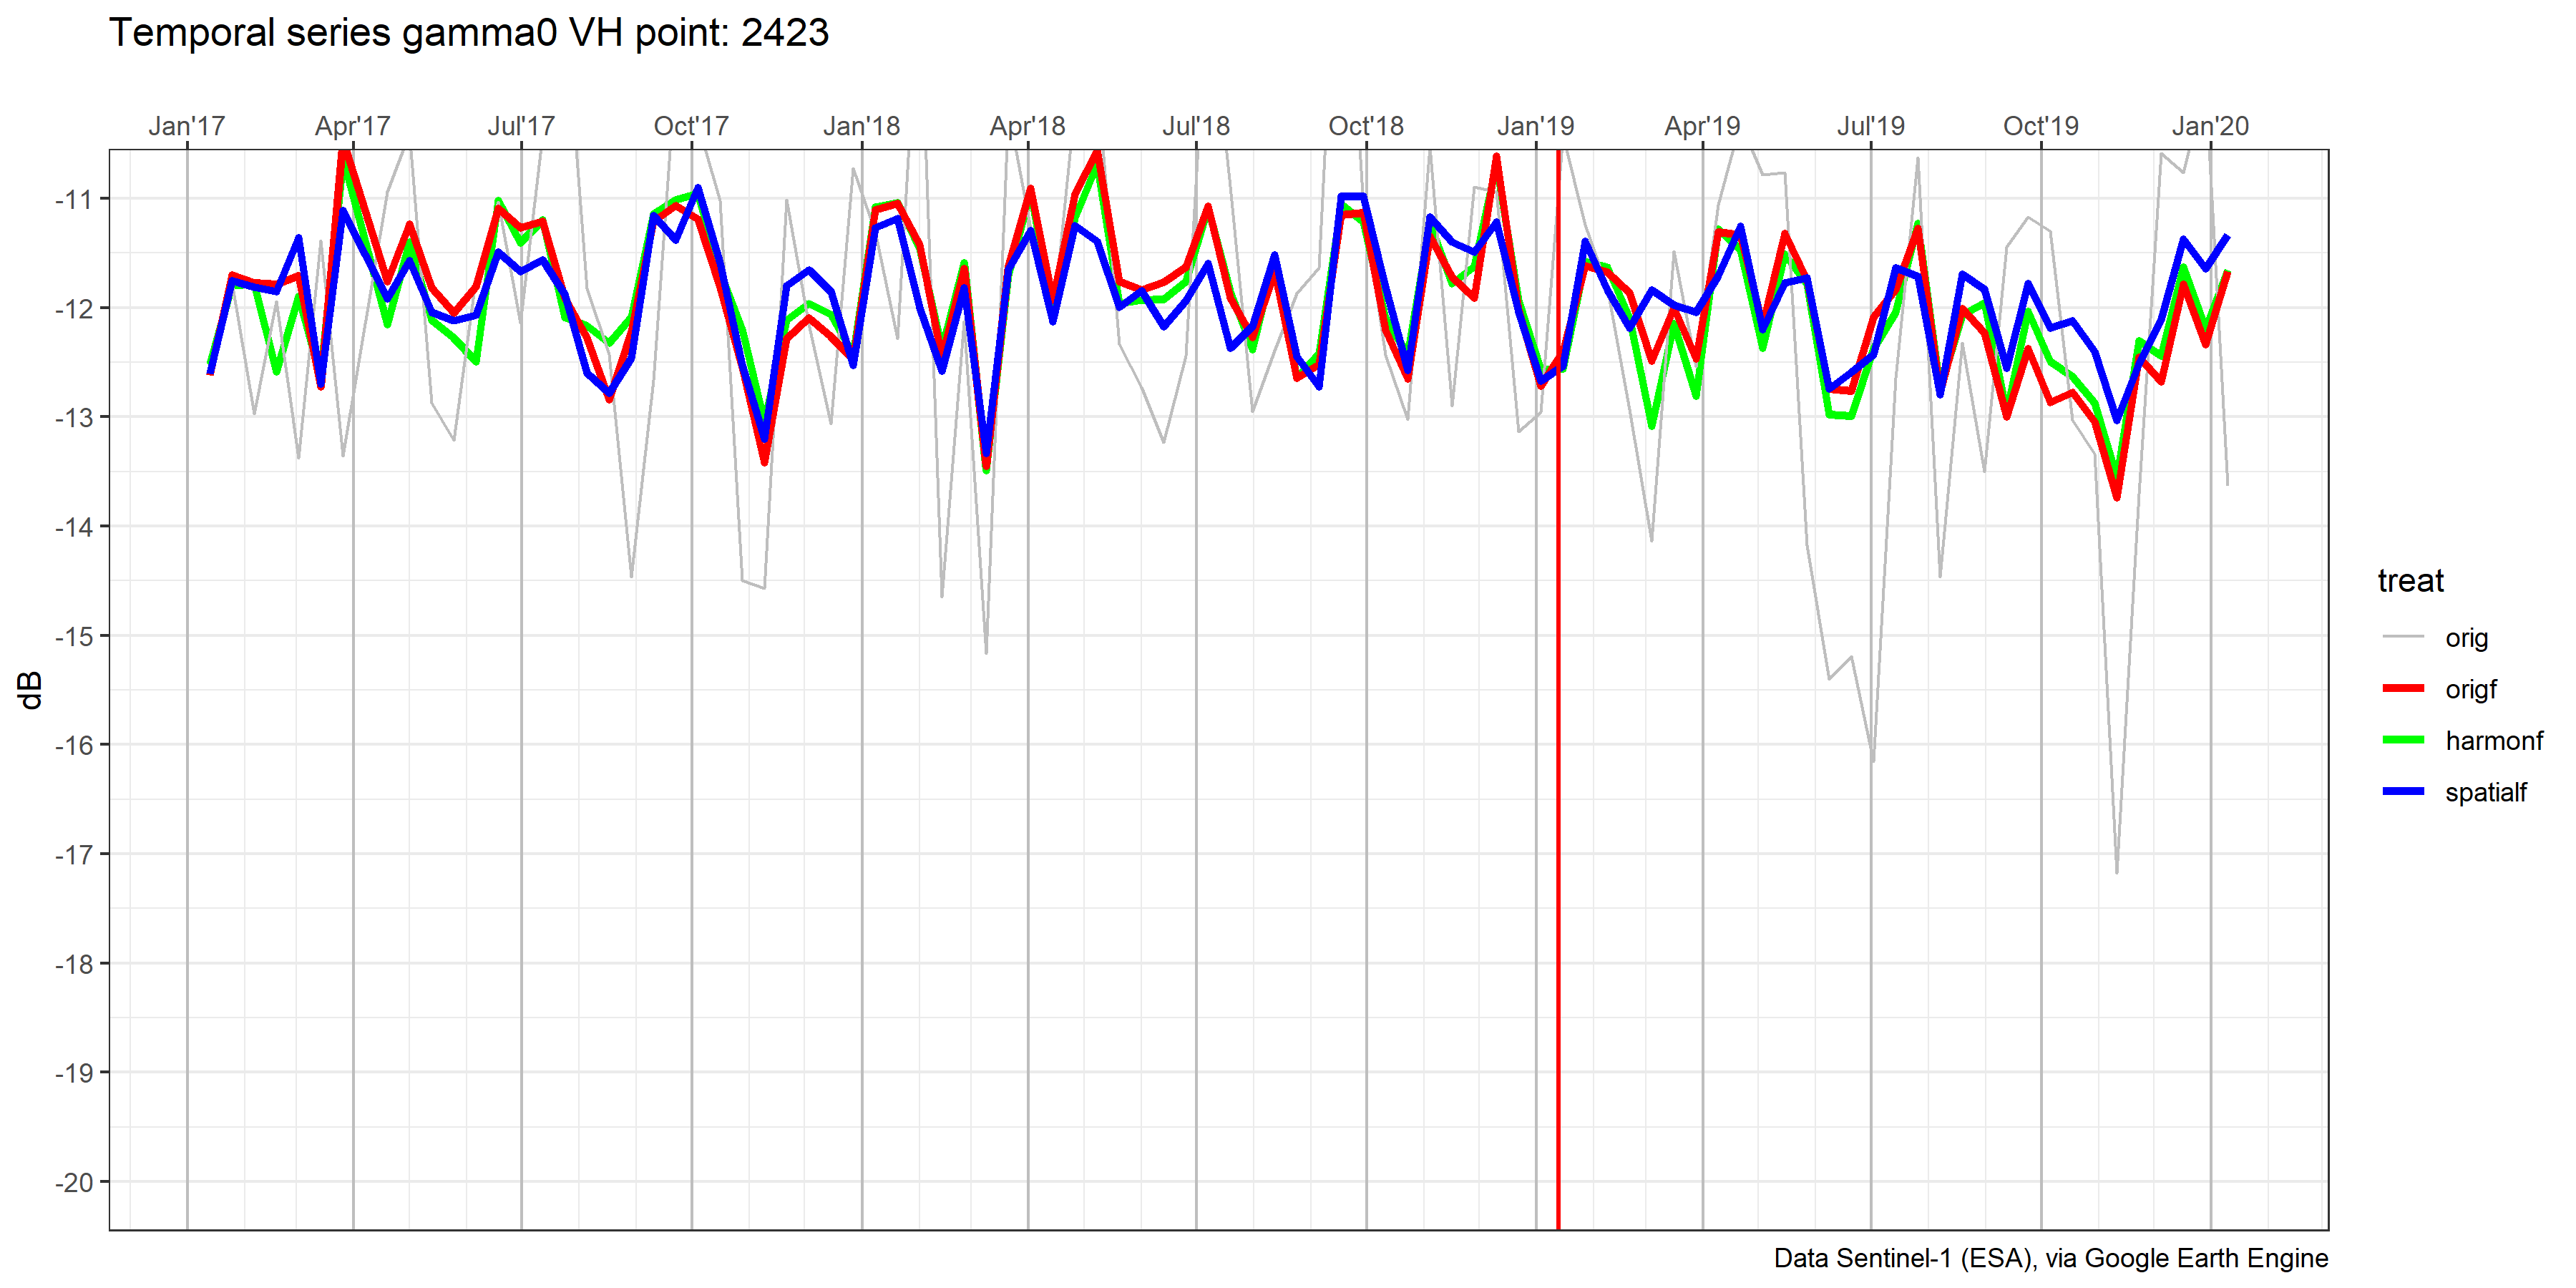 Temporal series gamma0 VH point: 2423
Jan'17 Apr'17 Jul'17 Oct'17 Jan'18 Apr'18 Jul'18 Oct'18 Jan'19 Apr'19 Jul'19 Oct'19 Jan'20
-11
-12
-13
-14
-15
-16
-17
-18
-19
-20
dB
treat
orig
origf
harmonf
spatialf
Data Sentinel-1 (ESA), via Google Earth Engine